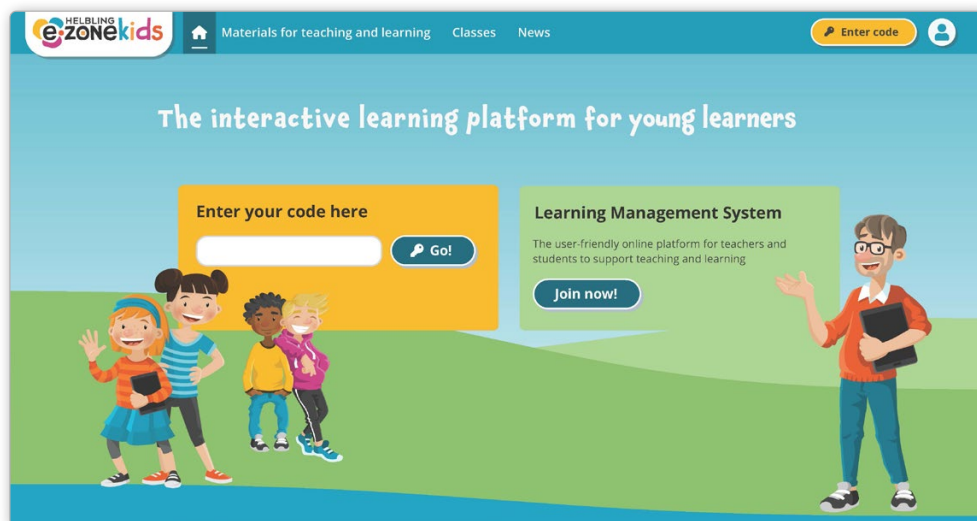 HELBLING
e·zonekids
Materials for teaching and learning
Classes
News
Enter code
The interactive learning platform for young learners
Enter your code here
Go!
Learning Management System
The user-friendly online platform for teachers and
students to support teaching and learning
Join now!